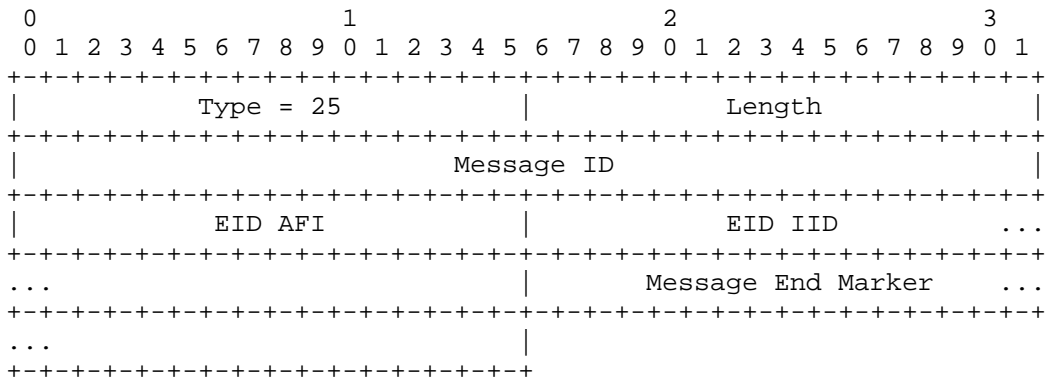 0                   1                   2                   3
 0 1 2 3 4 5 6 7 8 9 0 1 2 3 4 5 6 7 8 9 0 1 2 3 4 5 6 7 8 9 0 1
+-+-+-+-+-+-+-+-+-+-+-+-+-+-+-+-+-+-+-+-+-+-+-+-+-+-+-+-+-+-+-+-+
|           Type = 25           |            Length             |
+-+-+-+-+-+-+-+-+-+-+-+-+-+-+-+-+-+-+-+-+-+-+-+-+-+-+-+-+-+-+-+-+
|                           Message ID                          |
+-+-+-+-+-+-+-+-+-+-+-+-+-+-+-+-+-+-+-+-+-+-+-+-+-+-+-+-+-+-+-+-+
|            EID AFI            |            EID IID          ...
+-+-+-+-+-+-+-+-+-+-+-+-+-+-+-+-+-+-+-+-+-+-+-+-+-+-+-+-+-+-+-+-+
...                             |       Message End Marker    ...
+-+-+-+-+-+-+-+-+-+-+-+-+-+-+-+-+-+-+-+-+-+-+-+-+-+-+-+-+-+-+-+-+
...                             |
+-+-+-+-+-+-+-+-+-+-+-+-+-+-+-+-+